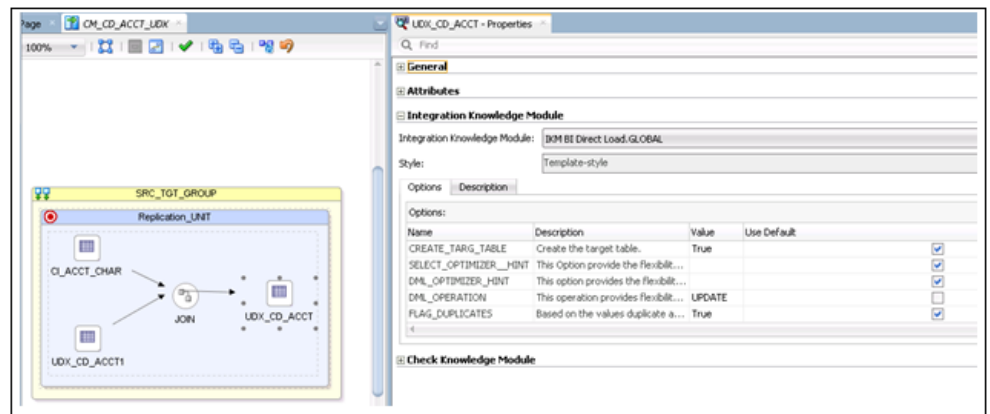 Page CM_CD_ACCT_UDX
100%
SRC_TGT_GROUP
Replication_UNIT
CI_ACCT_CHAR
JOIN
UDX_CD_ACCT
UDX_CD_ACCT1
UDX_CD_ACCT - Properties
Find
General
Attributes
Integration Knowledge Module
Integration Knowledge Module: IKM BI Direct Load.GLOBAL
Style: Template-style
Options Description
Options:
Name Description Value Use Default
CREATE_TARG_TABLE Create the target table. True
SELECT_OPTIMIZER__HINT This Option provide the flexibilit...
DML_OPTIMIZER_HINT This option provides the flexibilit...
DML_OPERATION This operation provides flexibilit... UPDATE
FLAG_DUPLICATES Based on the values duplicate a... True
Check Knowledge Module